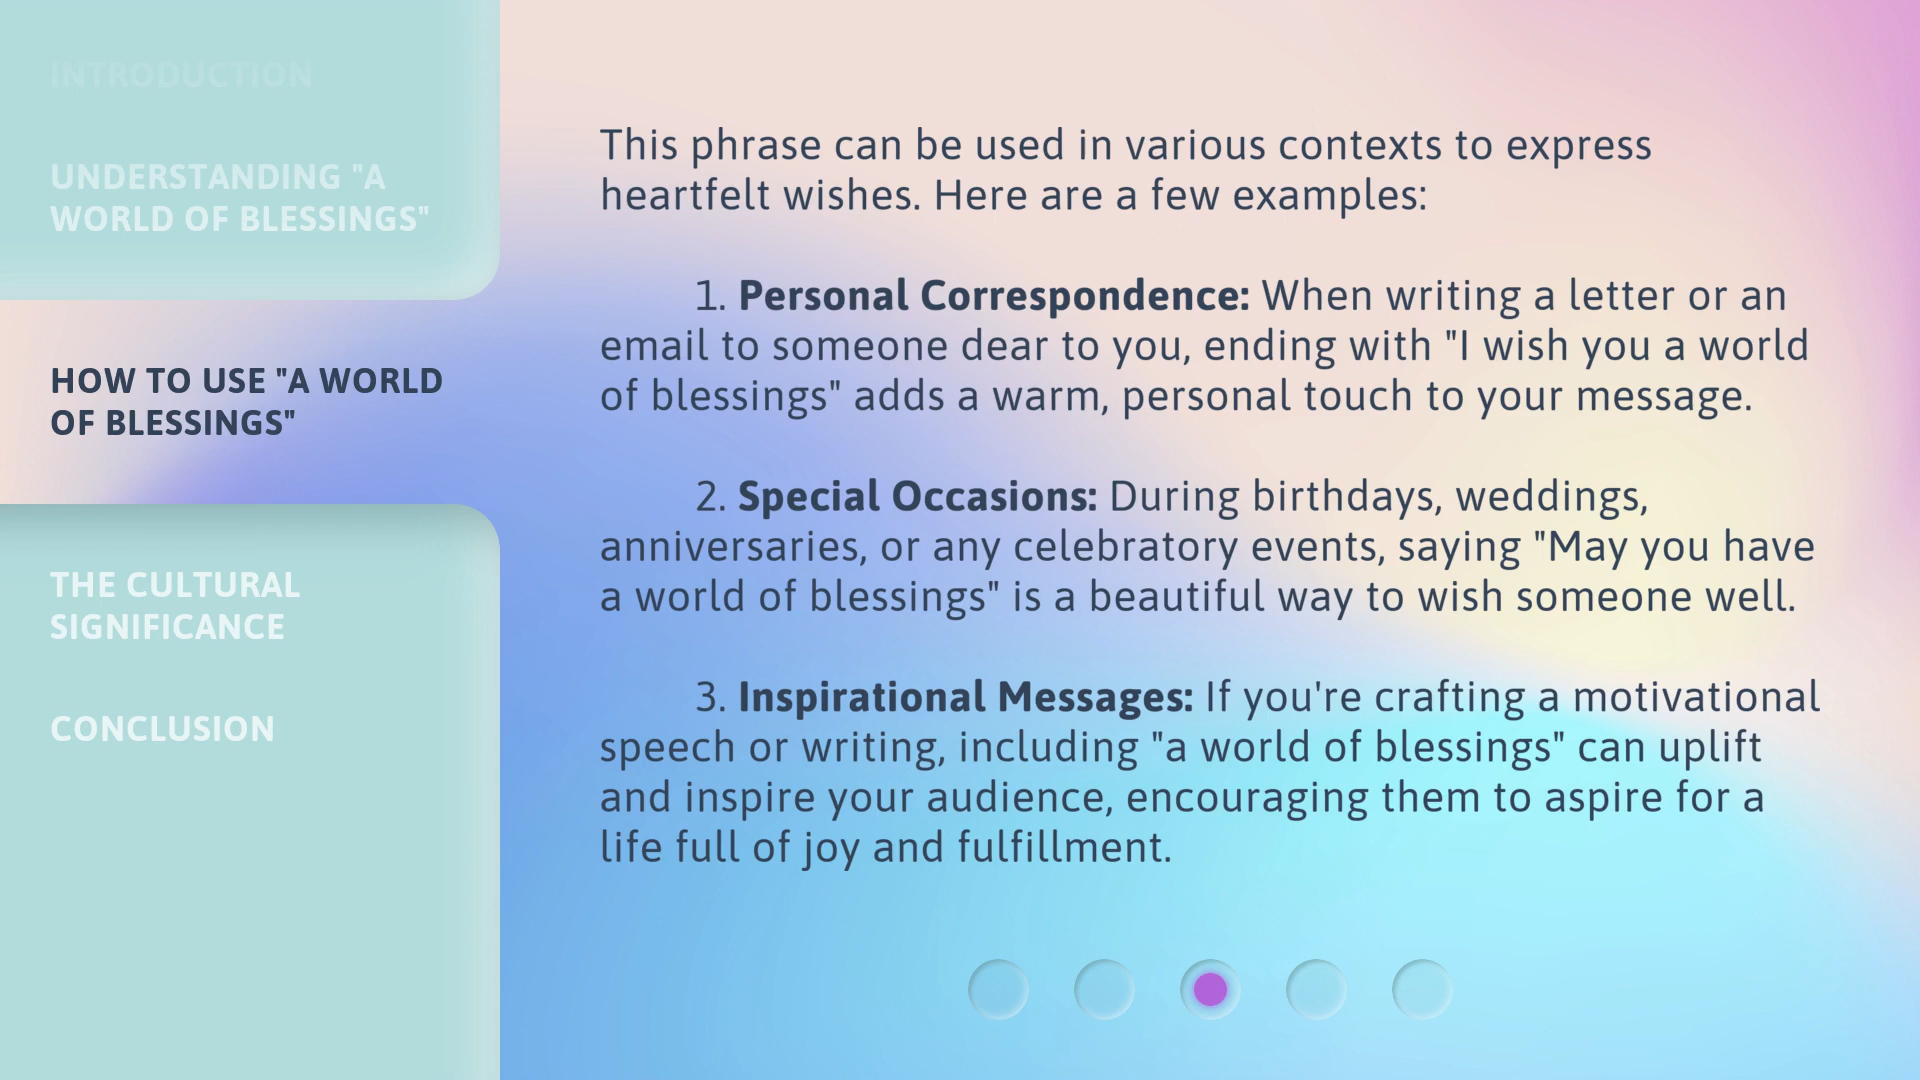 INTRODUCTION
UNDERSTANDING "A
WORLD OF BLESSINGS"
HOW TO USE "A WORLD
OF BLESSINGS"
THE CULTURAL
SIGNIFICANCE
CONCLUSION
This phrase can be used in various contexts to express
heartfelt wishes. Here are a few examples:
1. Personal Correspondence: When writing a letter or an
email to someone dear to you, ending with "I wish you a world
of blessings" adds a warm, personal touch to your message.
2. Special Occasions: During birthdays, weddings,
anniversaries, or any celebratory events, saying "May you have
a world of blessings" is a beautiful way to wish someone well.
3. Inspirational Messages: If you're crafting a motivational
speech or writing, including "a world of blessings" can uplift
and inspire your audience, encouraging them to aspire for a
life full of joy and fulfillment.